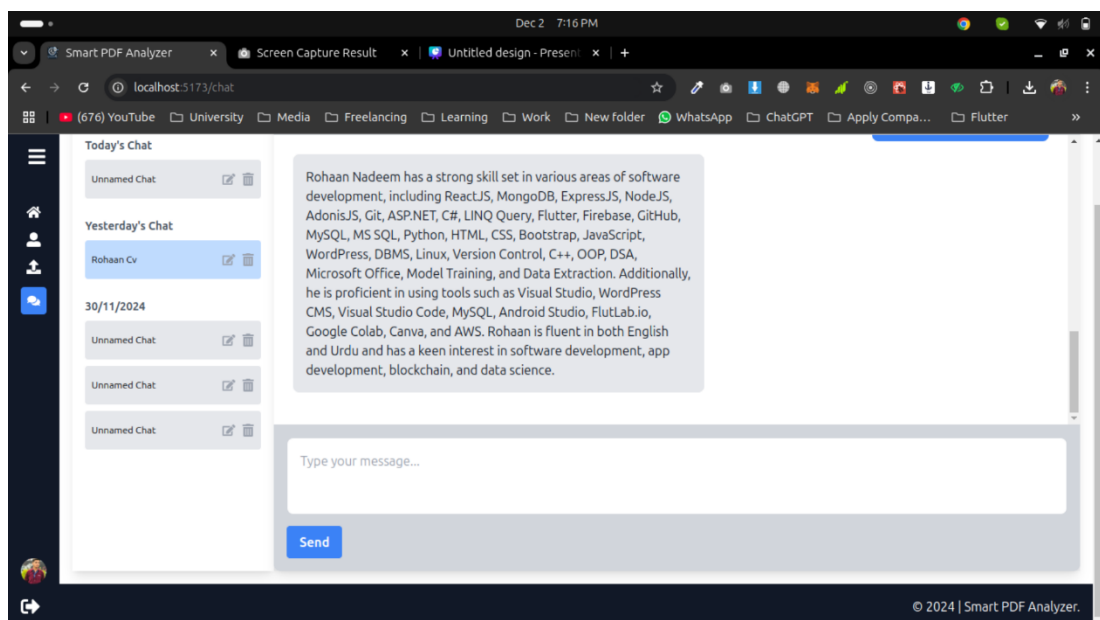 Dec 2 7:16 PM
Smart PDF Analyzer
Screen Capture Result
Untitled design - Present
localhost:5173/chat
(676) YouTube University Media Freelancing Learning Work New folder WhatsApp ChatGPT Apply Compa... Flutter »
Today's Chat
Unnamed Chat
Yesterday's Chat
Rohaan Cv
30/11/2024
Unnamed Chat
Unnamed Chat
Unnamed Chat
Rohaan Nadeem has a strong skill set in various areas of software
development, including ReactJS, MongoDB, ExpressJS, NodeJS,
AdonisJS, Git, ASP.NET, C#, LINQ Query, Flutter, Firebase, GitHub,
MySQL, MS SQL, Python, HTML, CSS, Bootstrap, JavaScript,
WordPress, DBMS, Linux, Version Control, C++, OOP, DSA,
Microsoft Office, Model Training, and Data Extraction. Additionally,
he is proficient in using tools such as Visual Studio, WordPress
CMS, Visual Studio Code, MySQL, Android Studio, FlutLab.io,
Google Colab, Canva, and AWS. Rohaan is fluent in both English
and Urdu and has a keen interest in software development, app
development, blockchain, and data science.
Type your message...
Send
© 2024 | Smart PDF Analyzer.